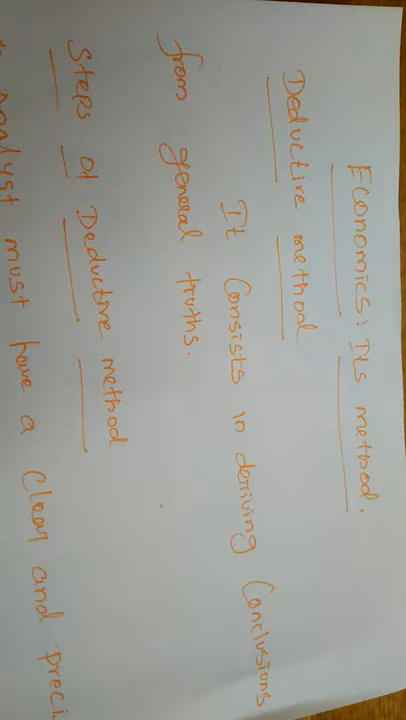 Economics: Its method.
Deductive method
It Consists in deriving Conclusions
from general truths.
Steps of Deductive method
analyst must have a Clear and